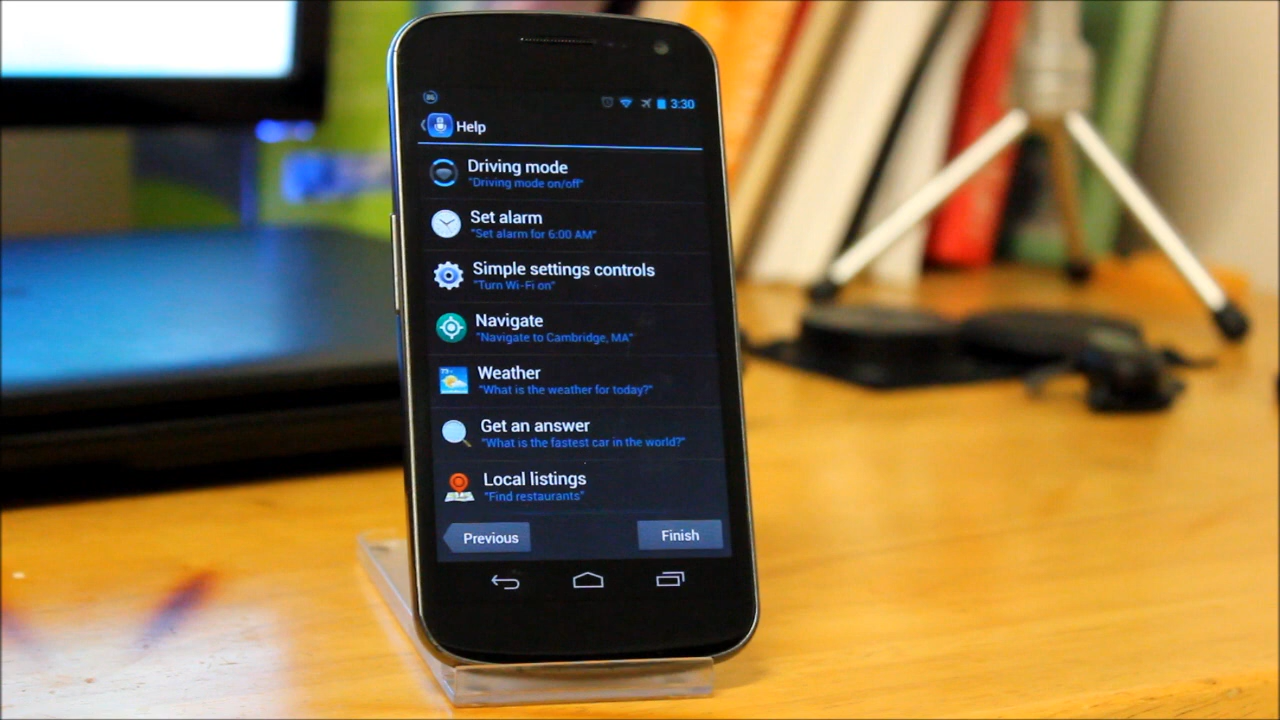 3:30
Help
Driving mode
"Driving mode on/off"
Set alarm
"Set alarm for 6:00 AM"
Simple settings controls
"Turn Wi-Fi on"
Navigate
"Navigate to Cambridge, MA"
Weather
"What is the weather for today?"
Get an answer
"What is the fastest car in the world?"
Local listings
"Find restaurants"
Previous
Finish